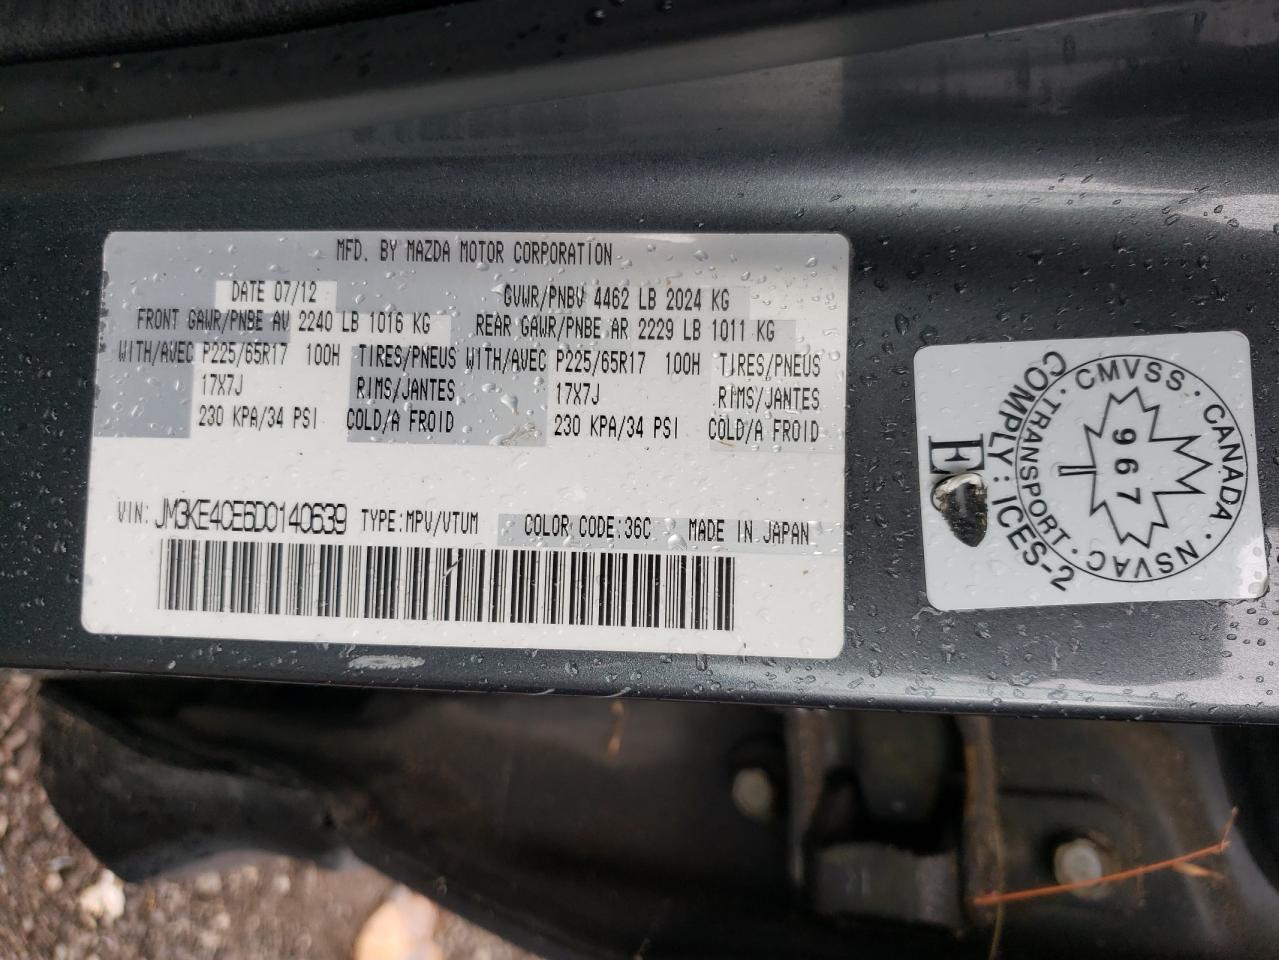 MFD. BY MAZDA MOTOR CORPORATION
DATE 07/12 GVWR/PNBV 4462 LB 2024 KG
FRONT GAWR/PNBE AV 2240 LB 1016 KG REAR GAWR/PNBE AR 2229 LB 1011 KG
WITH/AVEC P225/65R17 100H TIRES/PNEUS WITH/AVEC P225/65R17 100H TIRES/PNEUS
17X7J RIMS/JANTES 17X7J RIMS/JANTES
230 KPA/34 PSI COLD/A FROID 230 KPA/34 PSI COLD/A FROID
VIN: JM3KE4CE6D0140639 TYPE:MPV/VTUM COLOR CODE:36C MADE IN JAPAN
CMVSS · CANADA · NSVAC · TRANSPORT ·
967
COMPLY: ICES-2
E